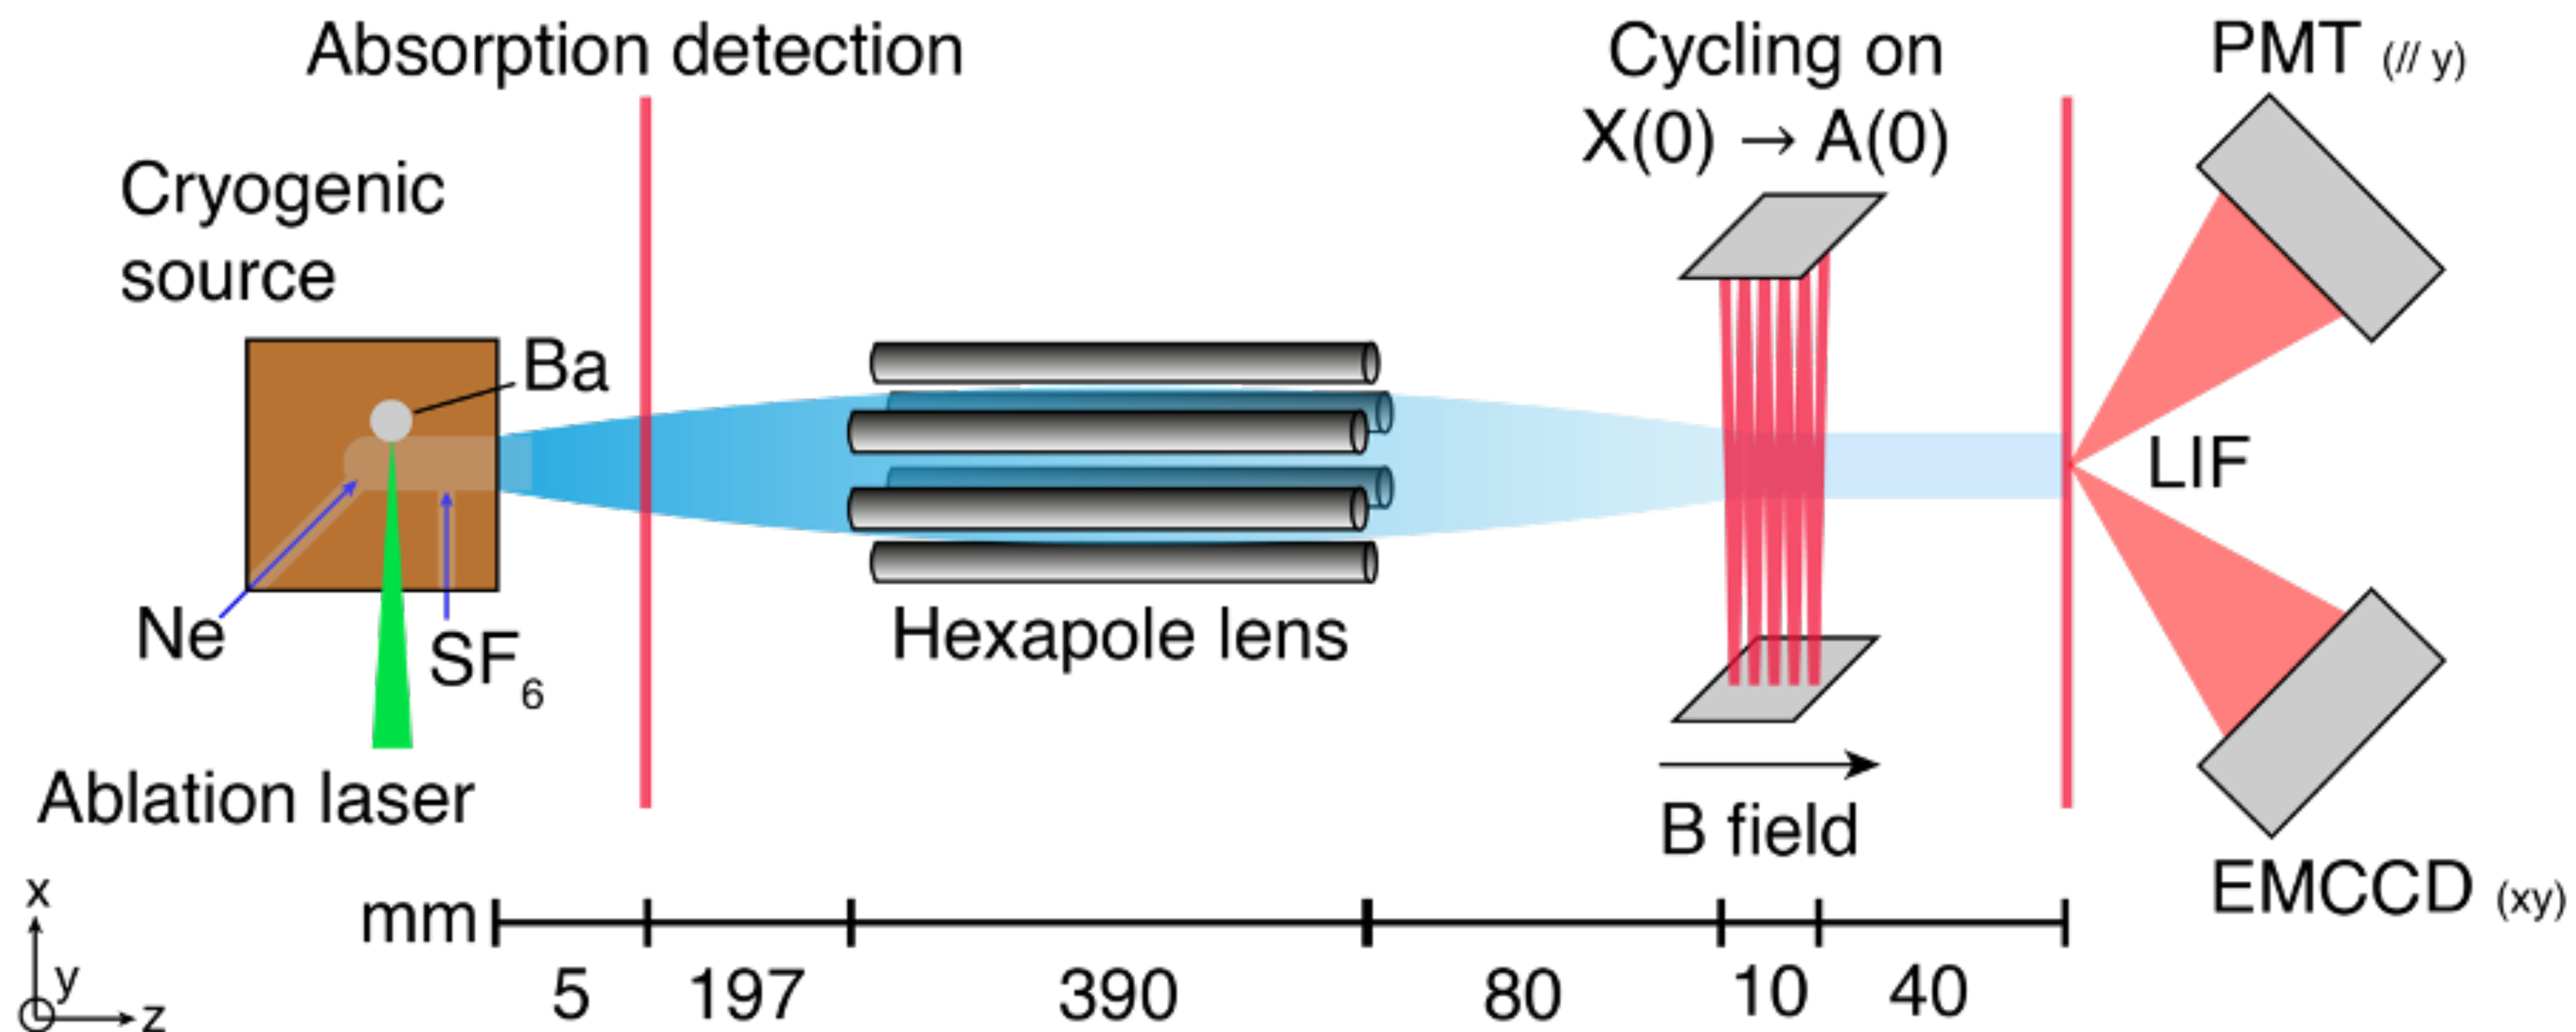 Absorption detection
Cycling on
X(0) → A(0)
PMT (// y)
Cryogenic
source
Ba
LIF
Ne
SF6
Hexapole lens
Ablation laser
B field
EMCCD (xy)
x
y
z
mm
5
197
390
80
10
40